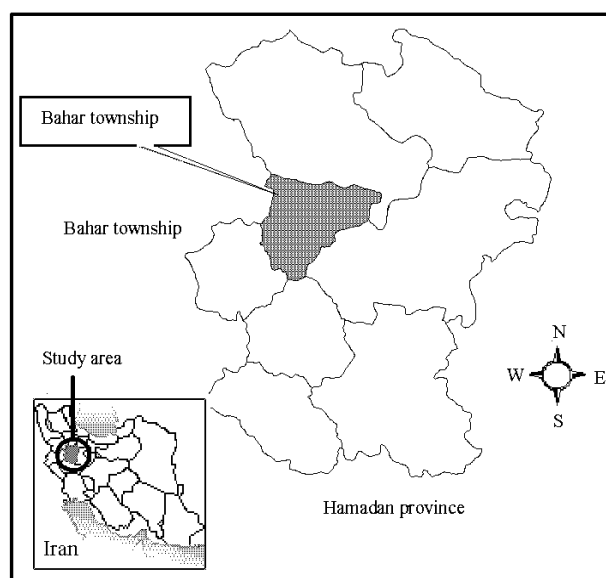 Bahar township
Bahar township
Study area
N
W
E
S
Hamadan province
Iran